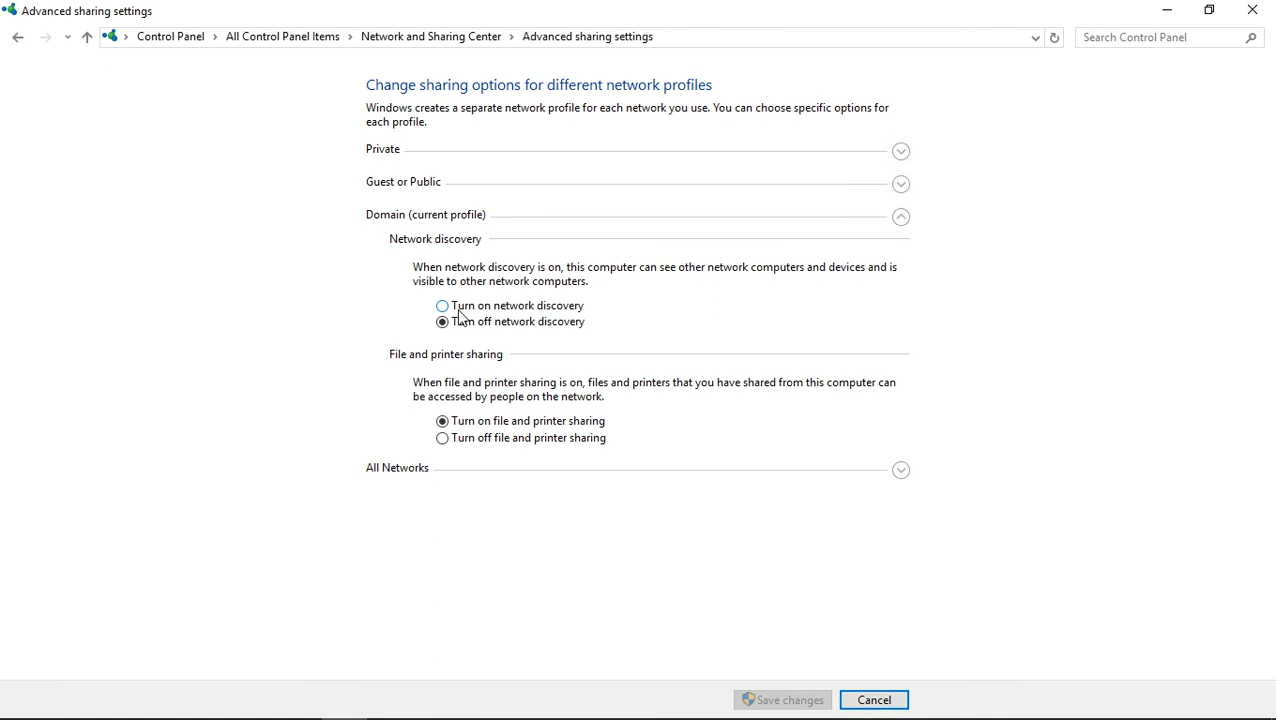 Advanced sharing settings
Control Panel › All Control Panel Items › Network and Sharing Center › Advanced sharing settings
Search Control Panel
Change sharing options for different network profiles
Windows creates a separate network profile for each network you use. You can choose specific options for
each profile.
Private
Guest or Public
Domain (current profile)
Network discovery
When network discovery is on, this computer can see other network computers and devices and is
visible to other network computers.
Turn on network discovery
Turn off network discovery
File and printer sharing
When file and printer sharing is on, files and printers that you have shared from this computer can
be accessed by people on the network.
Turn on file and printer sharing
Turn off file and printer sharing
All Networks
Save changes
Cancel